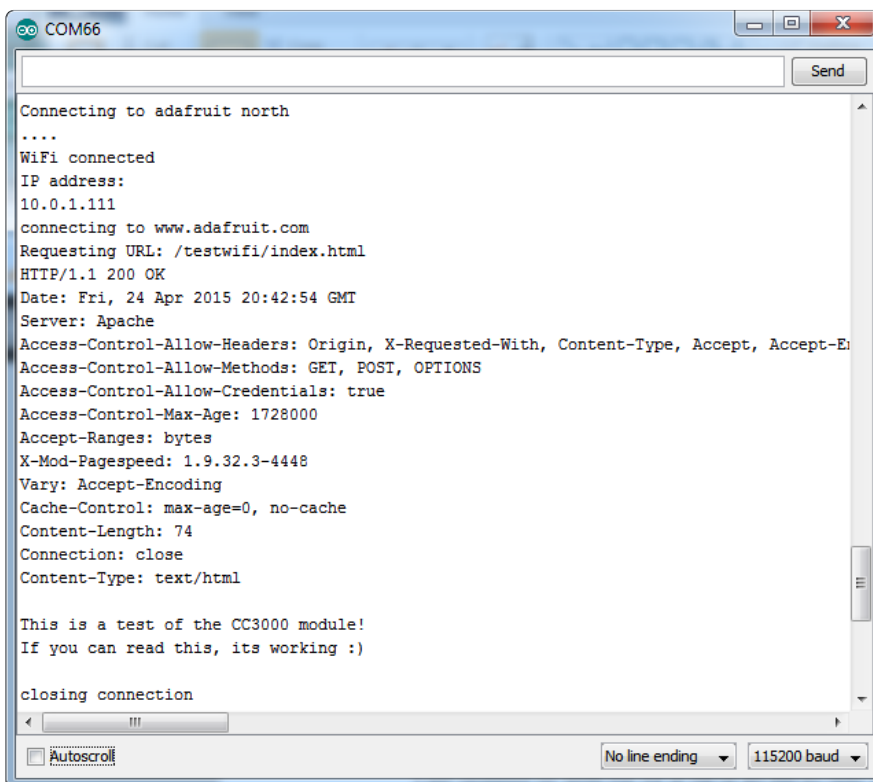 COM66
Send
Connecting to adafruit north
....
WiFi connected
IP address:
10.0.1.111
connecting to www.adafruit.com
Requesting URL: /testwifi/index.html
HTTP/1.1 200 OK
Date: Fri, 24 Apr 2015 20:42:54 GMT
Server: Apache
Access-Control-Allow-Headers: Origin, X-Requested-With, Content-Type, Accept, Accept-En
Access-Control-Allow-Methods: GET, POST, OPTIONS
Access-Control-Allow-Credentials: true
Access-Control-Max-Age: 1728000
Accept-Ranges: bytes
X-Mod-Pagespeed: 1.9.32.3-4448
Vary: Accept-Encoding
Cache-Control: max-age=0, no-cache
Content-Length: 74
Connection: close
Content-Type: text/html
This is a test of the CC3000 module!
If you can read this, its working :)
closing connection
Autoscroll
No line ending
115200 baud